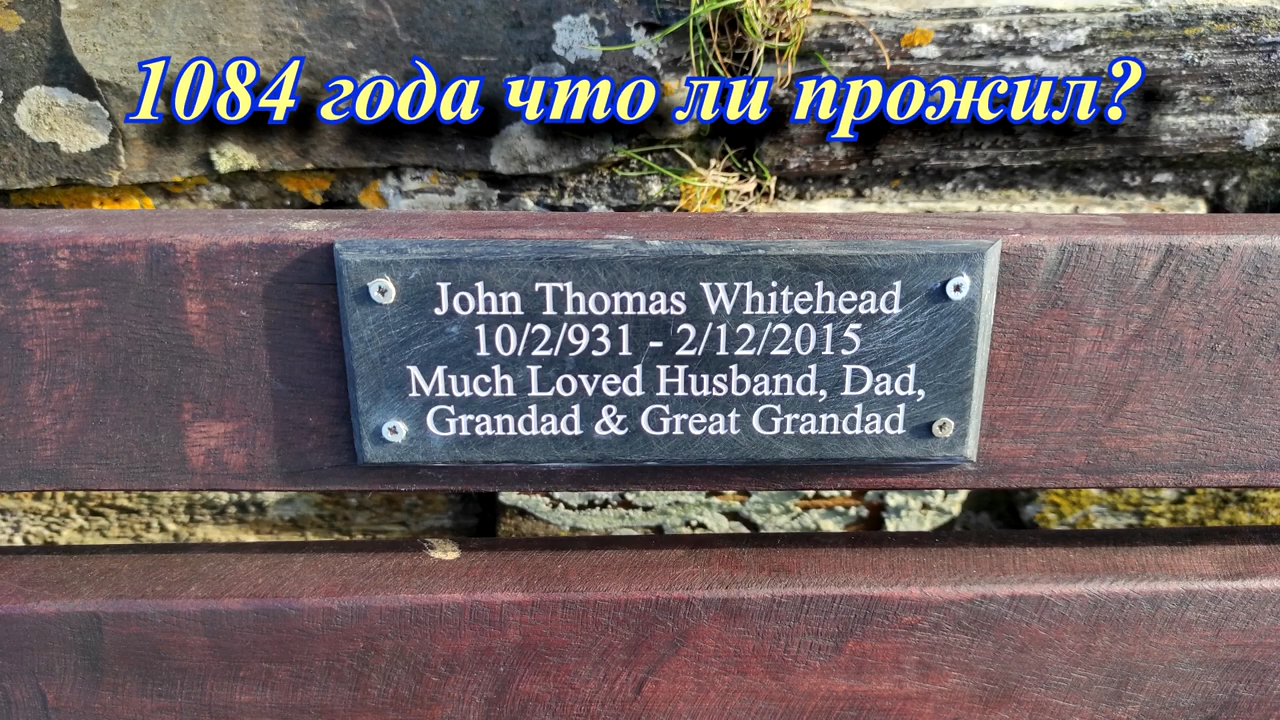 1084 года что ли прожил?
John Thomas Whitehead
10/2/931 - 2/12/2015
Much Loved Husband, Dad,
Grandad & Great Grandad